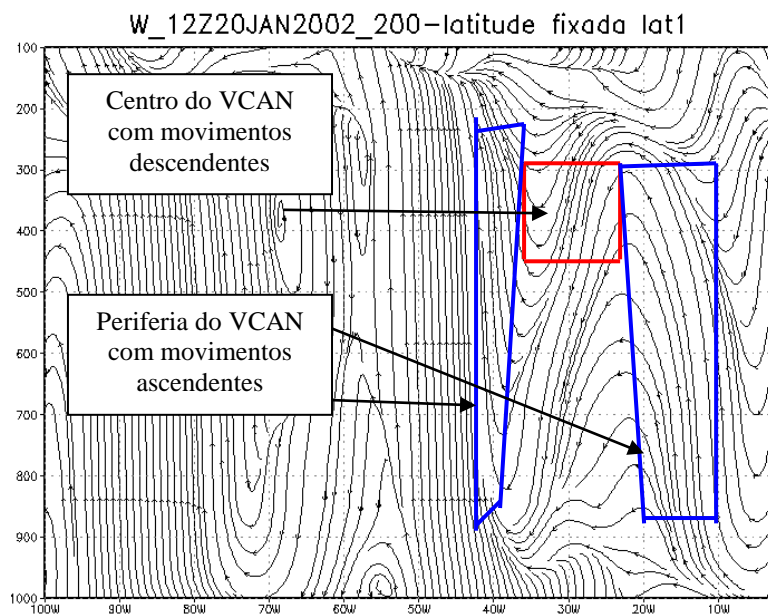 W_12Z20JAN2002_200-latitude fixada lat1
100
200
300
400
500
600
700
800
900
1000
Centro do VCAN
com movimentos
descendentes
Periferia do VCAN
com movimentos
ascendentes
100W 90W 80W 70W 60W 50W 40W 30W 20W 10W